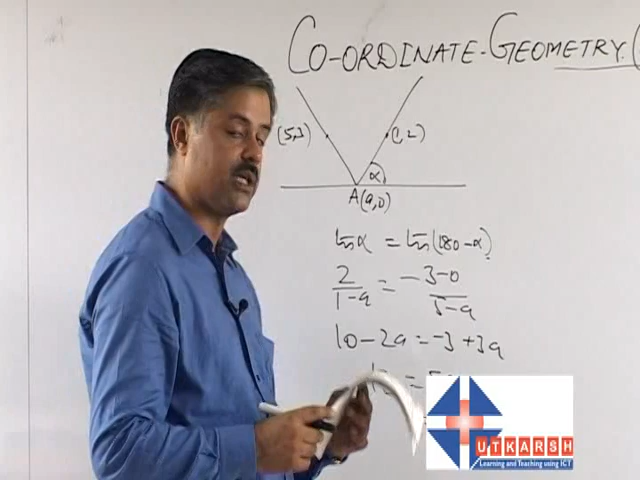 CO-ORDINATE-GEOMETRY.
(5,3)
(1,2)
α
A(a,0)
tan α = tan(180-α)
2/1-a = -3-0/5-a
10-2a = -3+3a
UTKARSH
Learning and Teaching using ICT